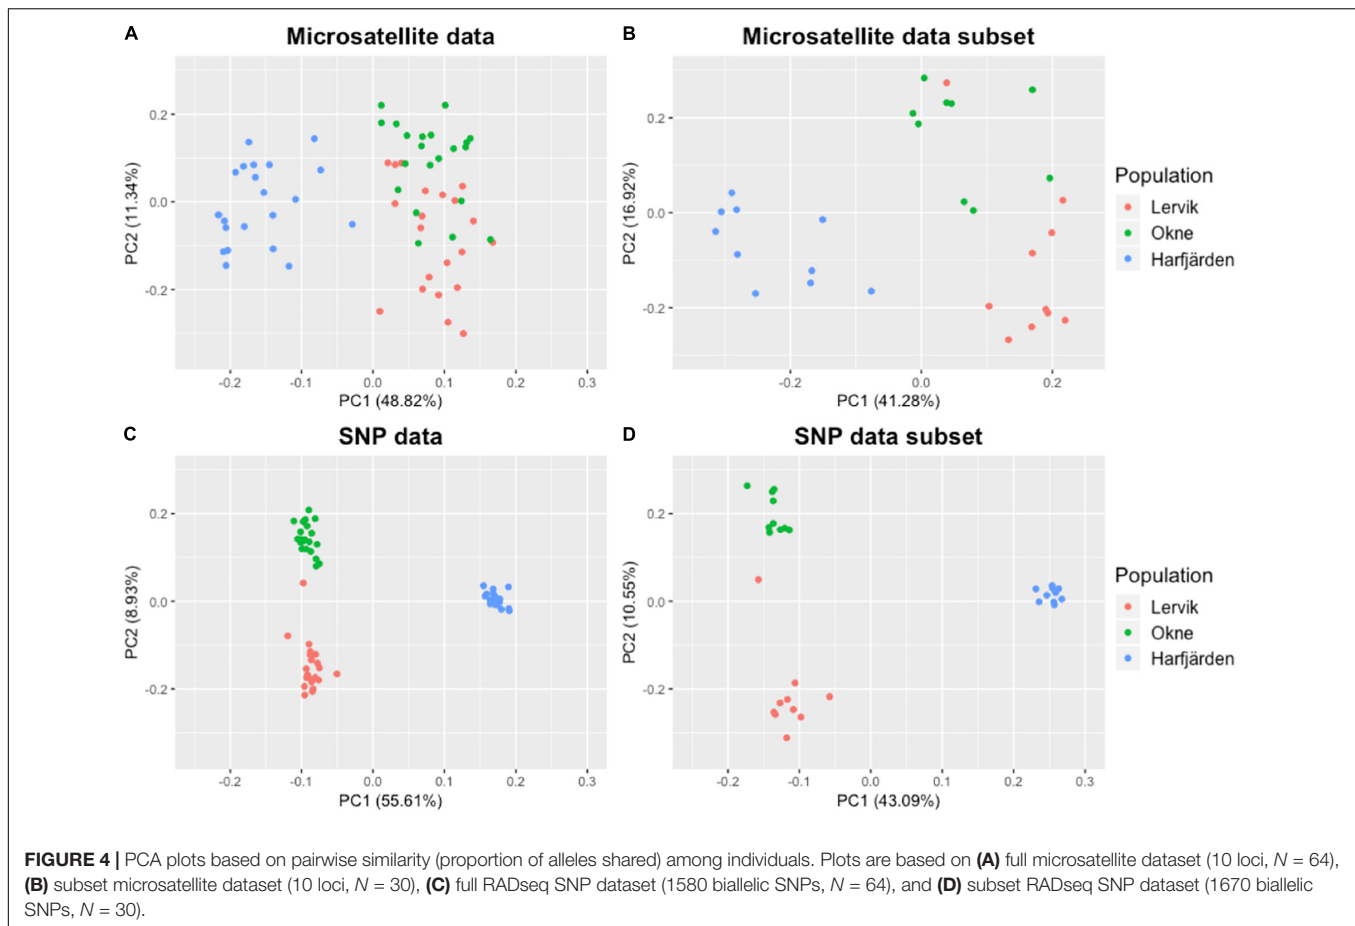 A
Microsatellite data
0.2
0.0
-0.2
PC2 (11.34%)
-0.2
-0.1
0.0
0.1
0.2
0.3
PC1 (48.82%)
B
Microsatellite data subset
0.2
0.0
-0.2
PC2 (16.92%)
-0.2
0.0
0.2
PC1 (41.28%)
Population
Lervik
Okne
Harfjärden
C
SNP data
0.2
0.0
-0.2
PC2 (8.93%)
-0.2
-0.1
0.0
0.1
0.2
0.3
PC1 (55.61%)
D
SNP data subset
0.2
0.0
-0.2
PC2 (10.55%)
-0.2
-0.1
0.0
0.1
0.2
0.3
PC1 (43.09%)
Population
Lervik
Okne
Harfjärden
FIGURE 4 | PCA plots based on pairwise similarity (proportion of alleles shared) among individuals. Plots are based on (A) full microsatellite dataset (10 loci, N = 64),
(B) subset microsatellite dataset (10 loci, N = 30), (C) full RADseq SNP dataset (1580 biallelic SNPs, N = 64), and (D) subset RADseq SNP dataset (1670 biallelic
SNPs, N = 30).